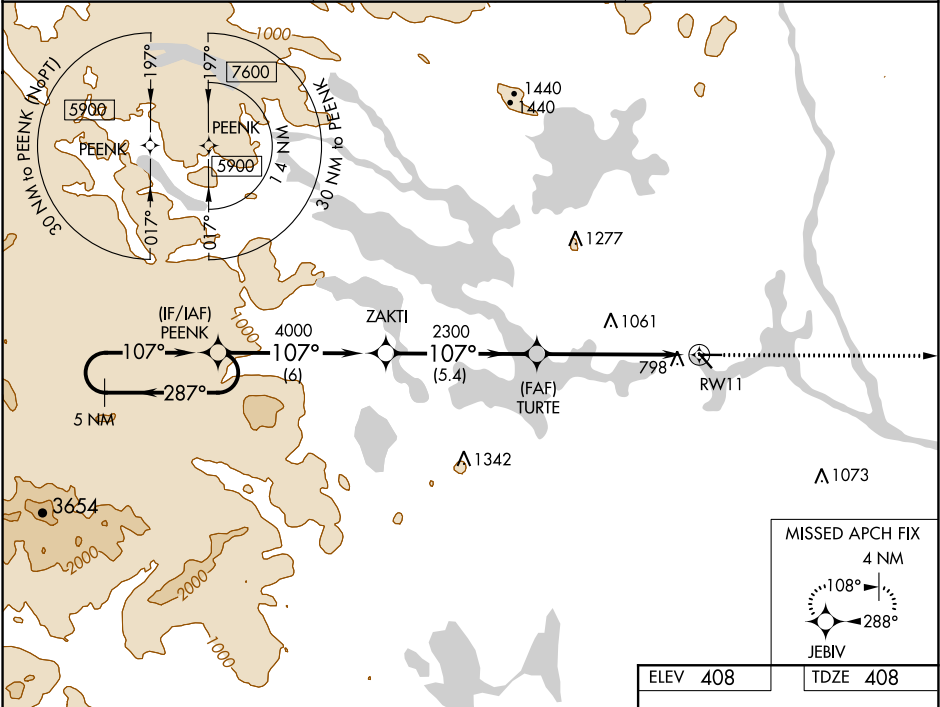 1000
30 NM to PEENK (NoPT)
197°
197°
7600
5900
PEENK
PEENK
5900
14 NM
30 NM to PEENK
017°
017°
1440
1440
1277
(IF/IAF)
PEENK
1000
107°
4000
107°
(6)
ZAKTI
2300
107°
(5.4)
1061
798
RW11
287°
5 NM
(FAF)
TURTE
1342
1073
3654
2000
2000
1000
MISSED APCH FIX
4 NM
108°
288°
JEBIV
ELEV 408
TDZE 408